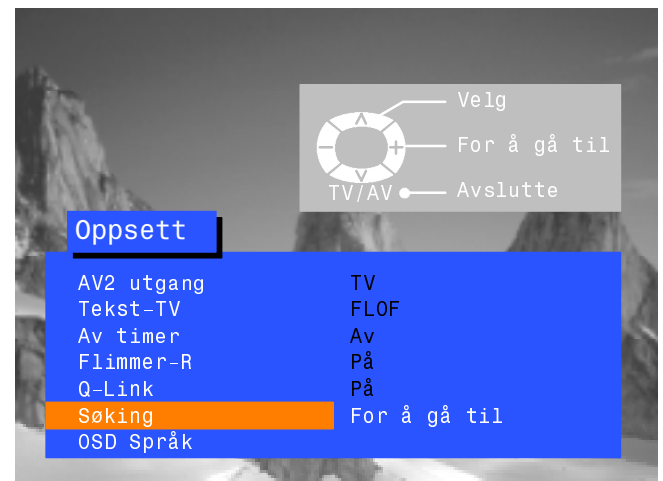 Velg
For å gå til
TV/AV Avslutte
Oppsett
AV2 utgang TV
Tekst-TV FLOF
Av timer Av
Flimmer-R På
Q-Link På
Søking For å gå til
OSD Språk